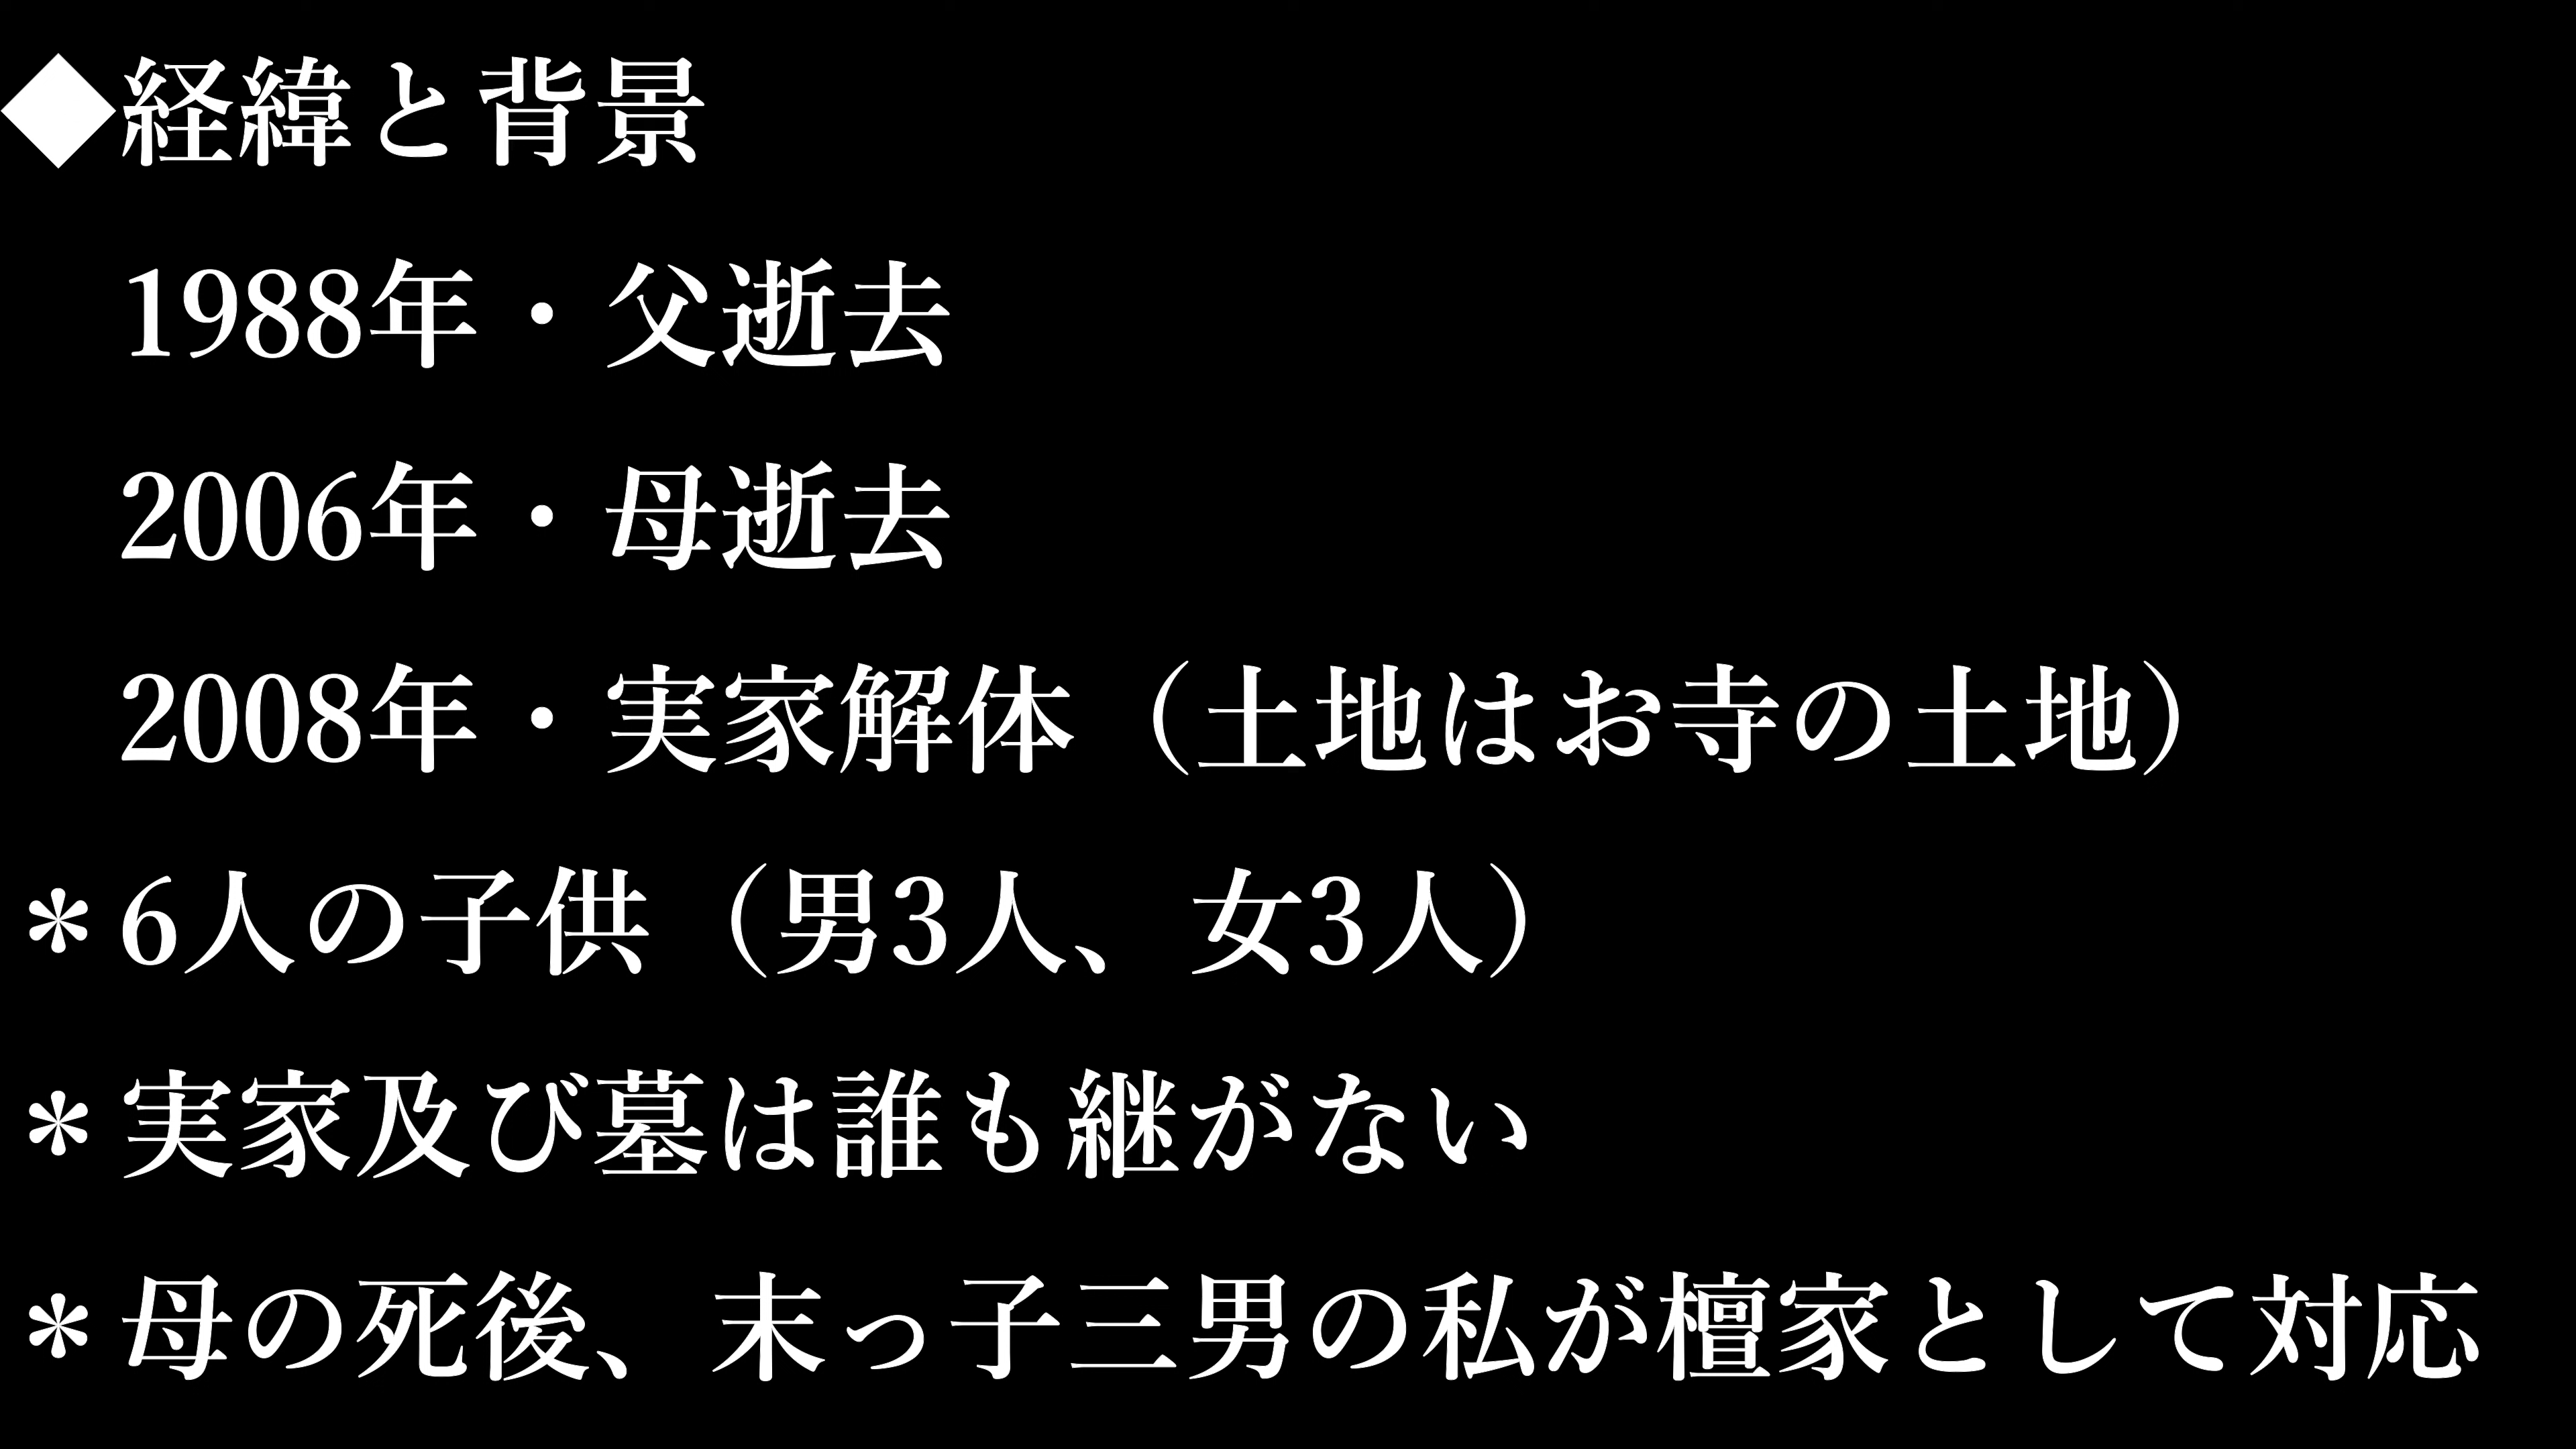 ◆経緯と背景
1988年・父逝去
2006年・母逝去
2008年・実家解体（土地はお寺の土地）
＊6人の子供（男3人、女3人）
＊実家及び墓は誰も継がない
＊母の死後、末っ子三男の私が檀家として対応